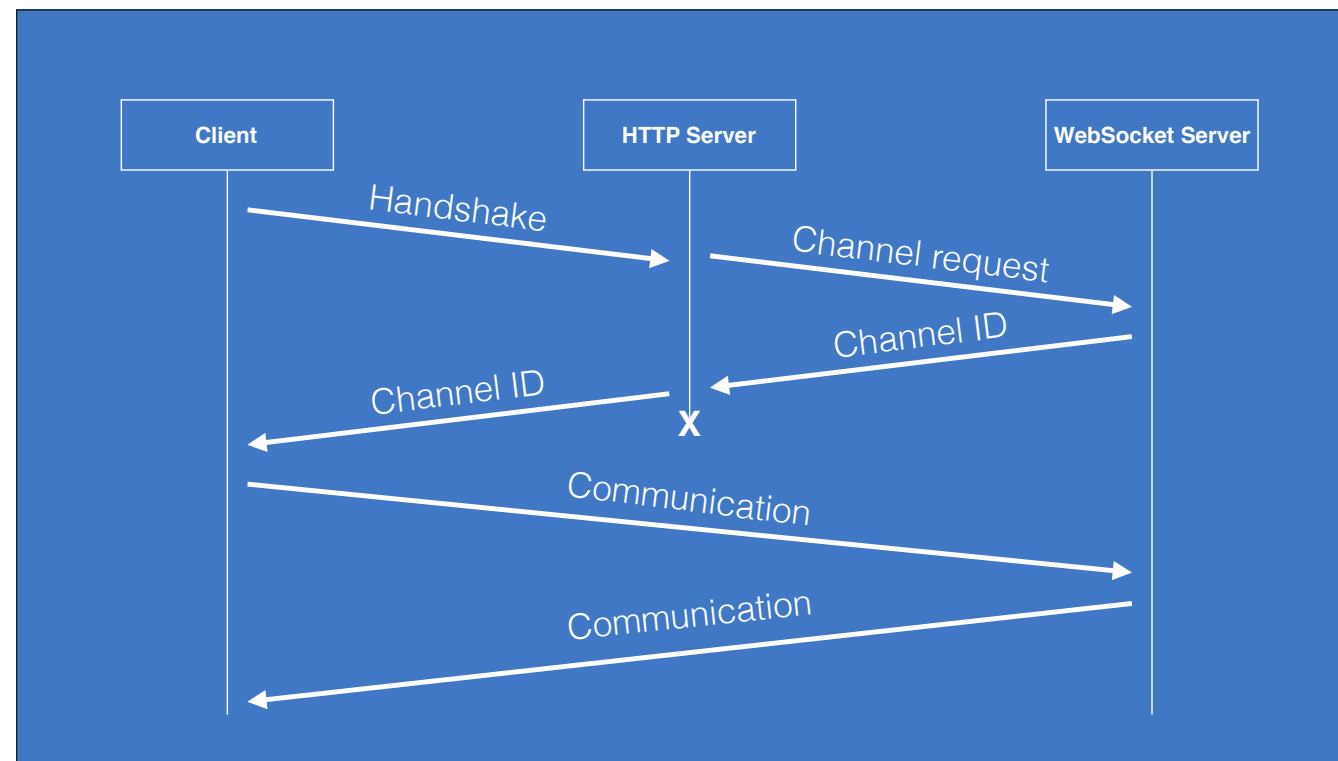 Client
HTTP Server
WebSocket Server
Handshake
Channel request
Channel ID
Channel ID
X
Communication
Communication